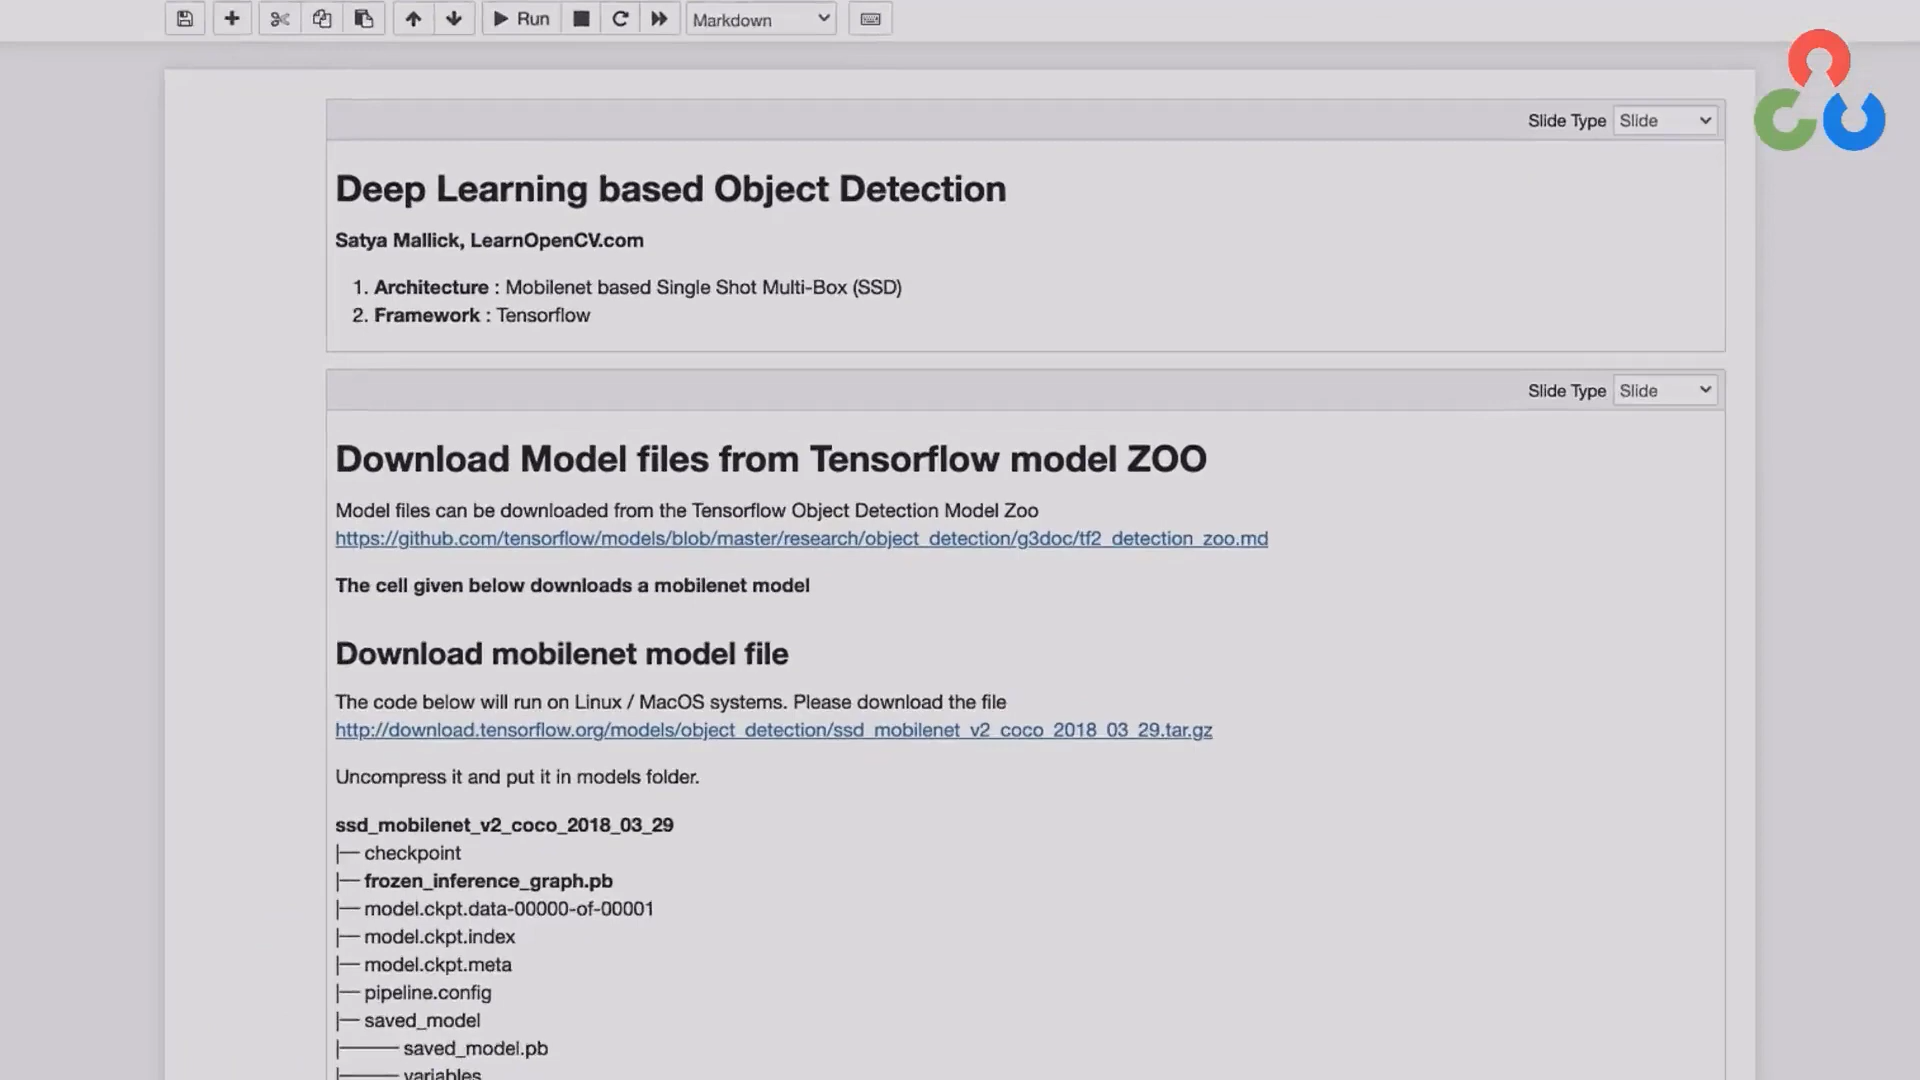 Run
Markdown
Slide Type Slide
Deep Learning based Object Detection
Satya Mallick, LearnOpenCV.com
1. Architecture : Mobilenet based Single Shot Multi-Box (SSD)
2. Framework : Tensorflow
Slide Type Slide
Download Model files from Tensorflow model ZOO
Model files can be downloaded from the Tensorflow Object Detection Model Zoo
https://github.com/tensorflow/models/blob/master/research/object_detection/g3doc/tf2_detection_zoo.md
The cell given below downloads a mobilenet model
Download mobilenet model file
The code below will run on Linux / MacOS systems. Please download the file
http://download.tensorflow.org/models/object_detection/ssd_mobilenet_v2_coco_2018_03_29.tar.gz
Uncompress it and put it in models folder.
ssd_mobilenet_v2_coco_2018_03_29
|— checkpoint
|— frozen_inference_graph.pb
|— model.ckpt.data-00000-of-00001
|— model.ckpt.index
|— model.ckpt.meta
|— pipeline.config
|— saved_model
|——— saved_model.pb
|——— variables